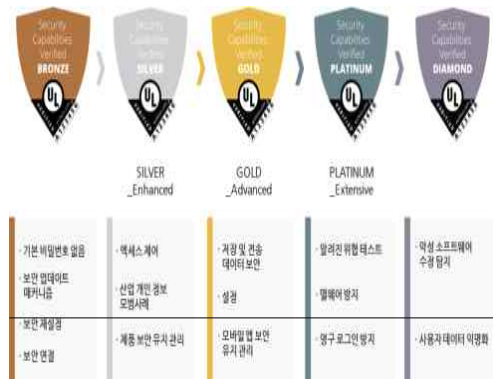 Security
Capabilities
Verified
BRONZE
UL
Security
Capabilities
Verified
SILVER
UL
Security
Capabilities
Verified
GOLD
UL
Security
Capabilities
Verified
PLATINUM
UL
Security
Capabilities
Verified
DIAMOND
UL
SILVER
_Enhanced
GOLD
_Advanced
PLATINUM
_Extensive
· 기본 비밀번호 없음
· 보안 업데이트
매커니즘
· 보안 재설정
· 보안 연결
· 액세스 제어
· 산업 개인 정보
모범사례
· 제품 보안 유지 관리
· 저장 및 전송
데이터 보안
· 설정
· 모바일 앱 보안
유지 관리
· 알려진 위협 테스트
· 맬웨어 방지
· 영구 로그인 방지
· 악성 소프트웨어
수정 탐지
· 사용자 데이터 익명화